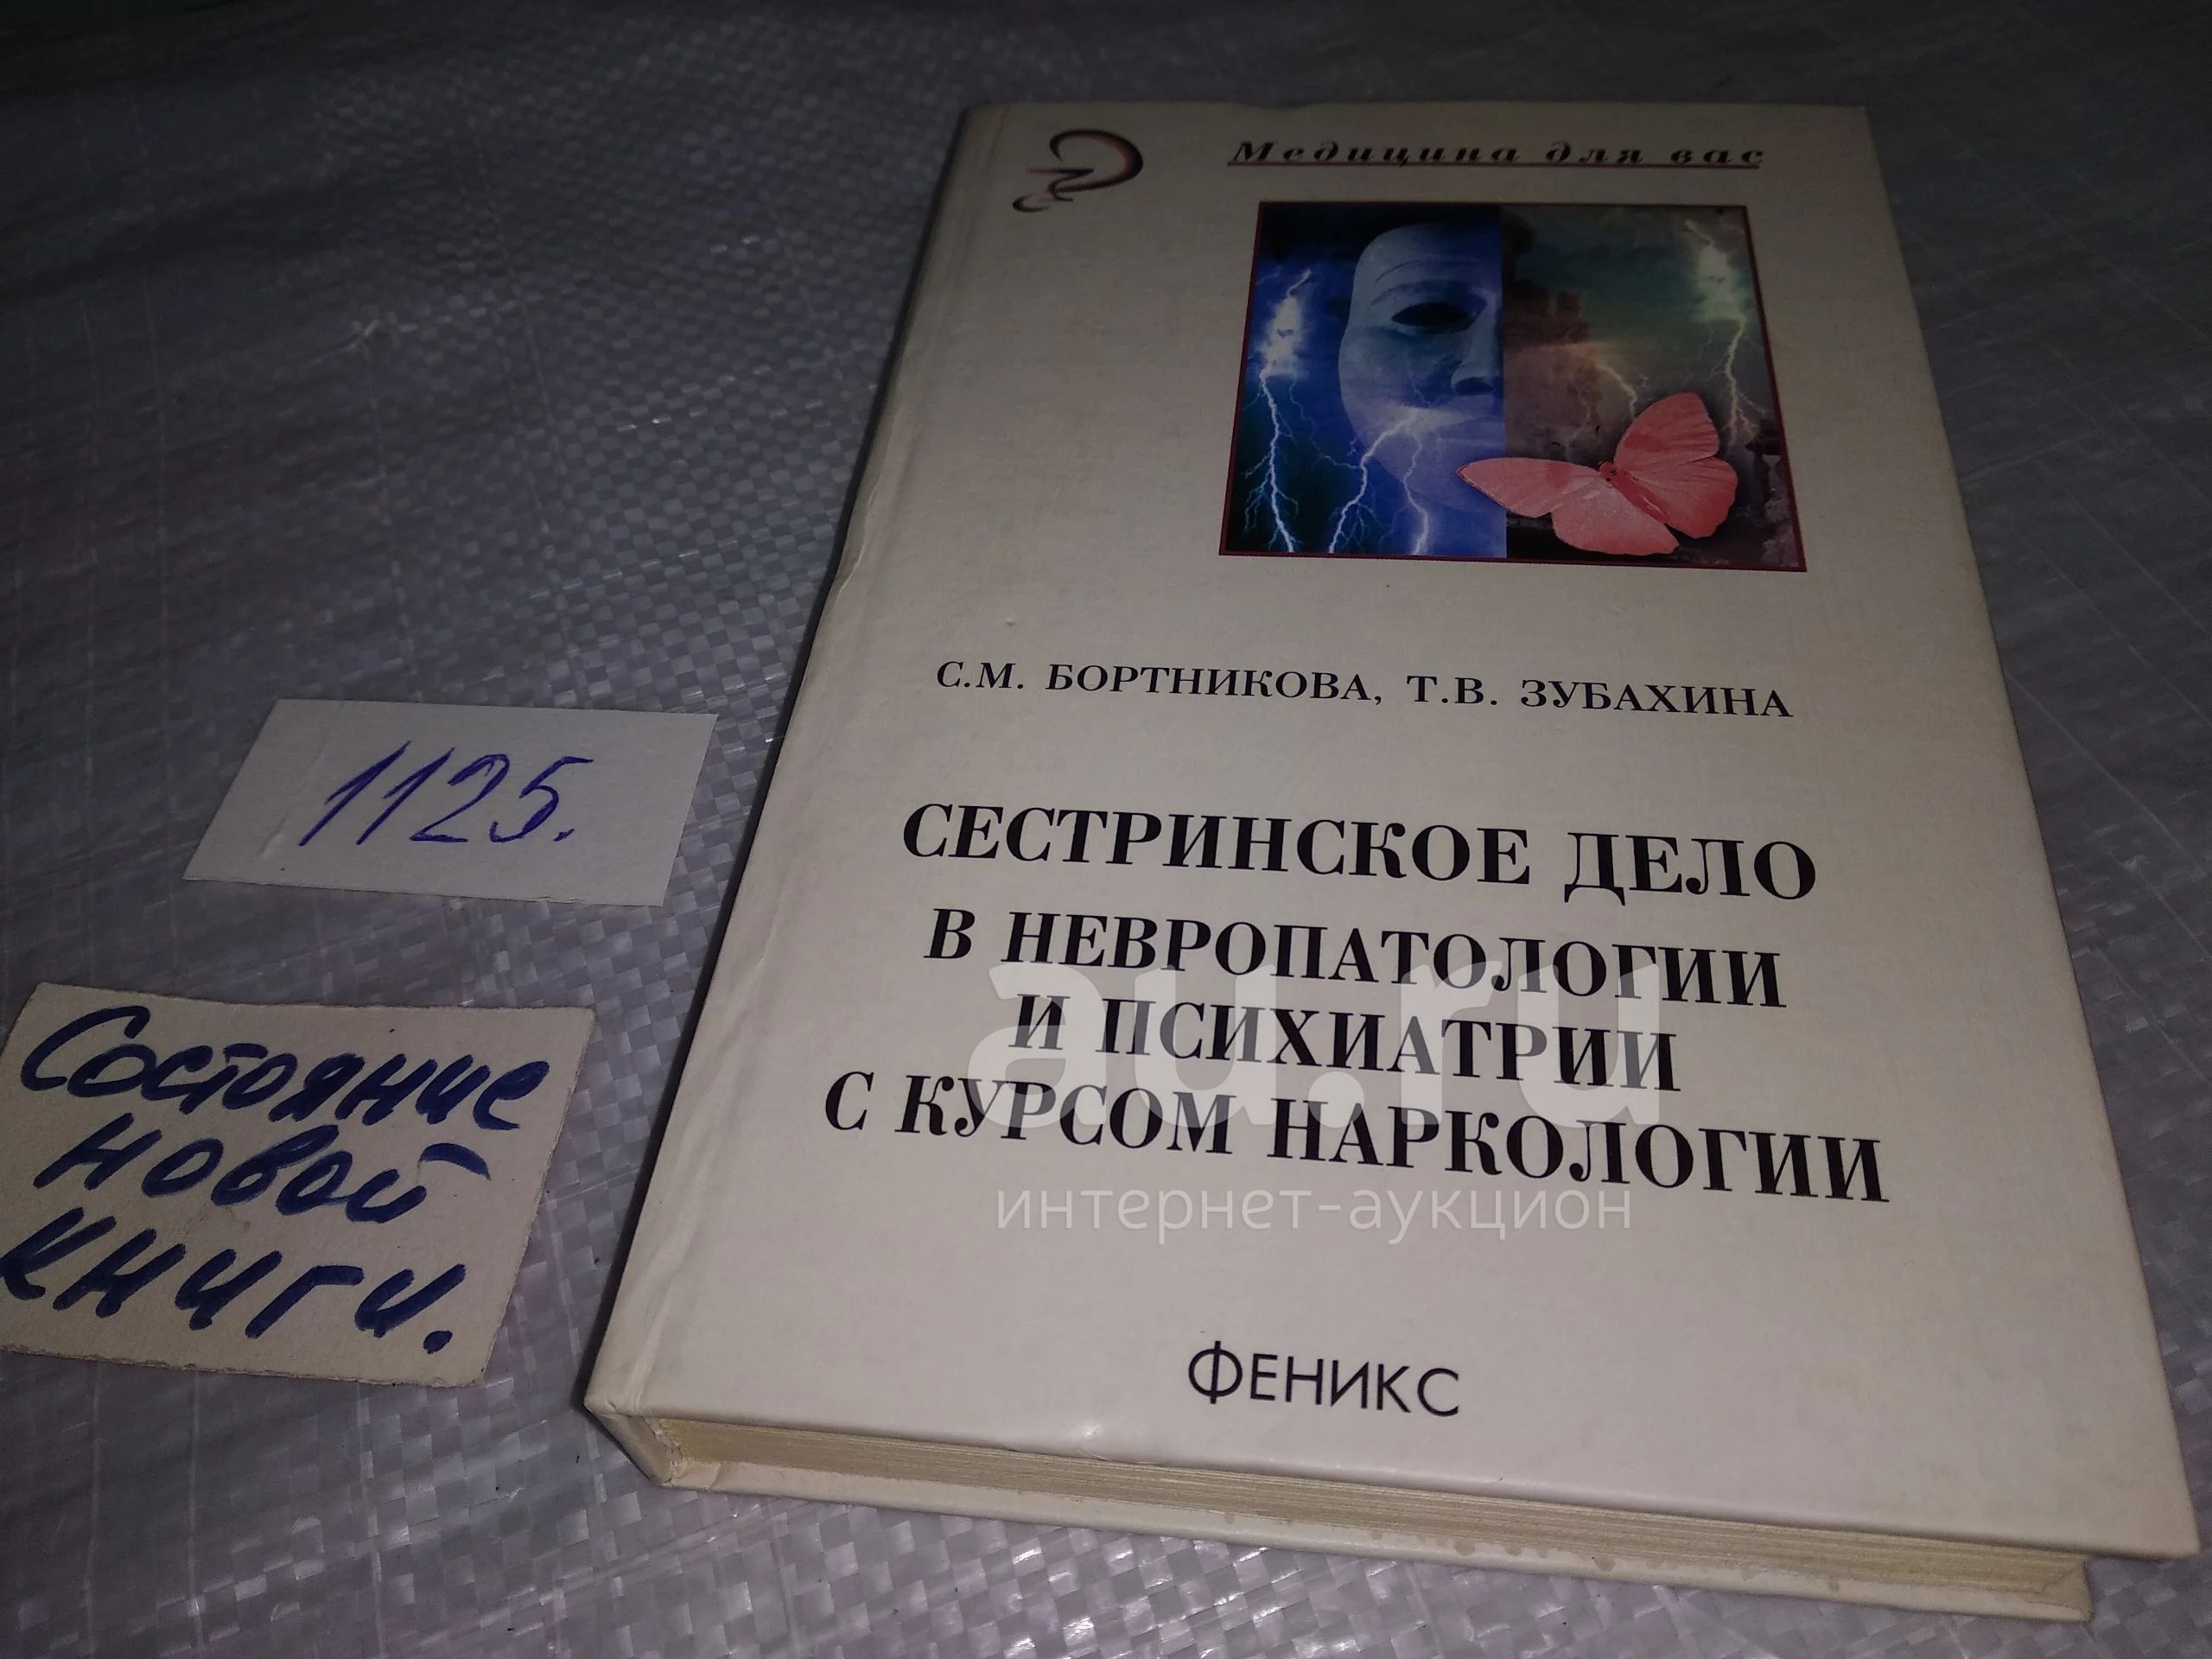 Медицина для вас
С.М. БОРТНИКОВА, Т.В. ЗУБАХИНА
СЕСТРИНСКОЕ ДЕЛО
В НЕВРОПАТОЛОГИИ
И ПСИХИАТРИИ
С КУРСОМ НАРКОЛОГИИ
ФЕНИКС
1125.
Состояние
новой
книги.
au.ru
интернет-аукцион